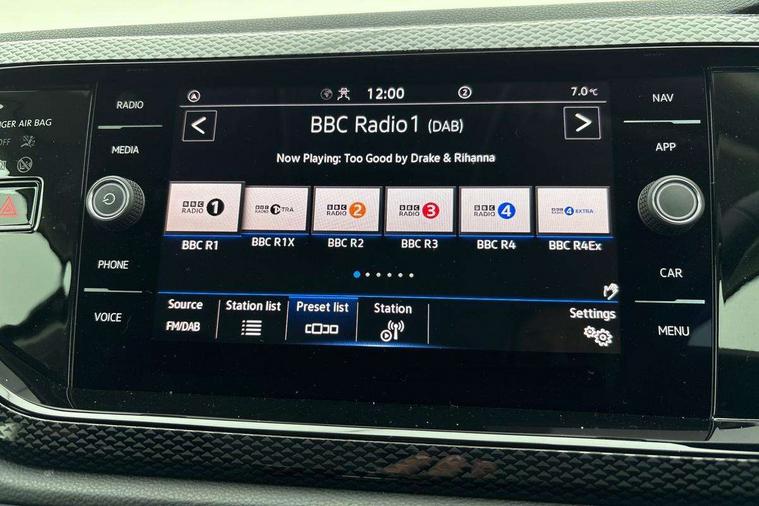 RADIO
MEDIA
PHONE
VOICE
NGER AIR BAG
OFF
12:00
2
7.0°C
BBC Radio1 (DAB)
Now Playing: Too Good by Drake & Rihanna
BBC RADIO 1
BBC RADIO 1XTRA
BBC RADIO 2
BBC RADIO 3
BBC RADIO 4
BBC RADIO 4 EXTRA
BBC R1
BBC R1X
BBC R2
BBC R3
BBC R4
BBC R4Ex
Source
Station list
Preset list
Station
Settings
FM/DAB
NAV
APP
CAR
MENU